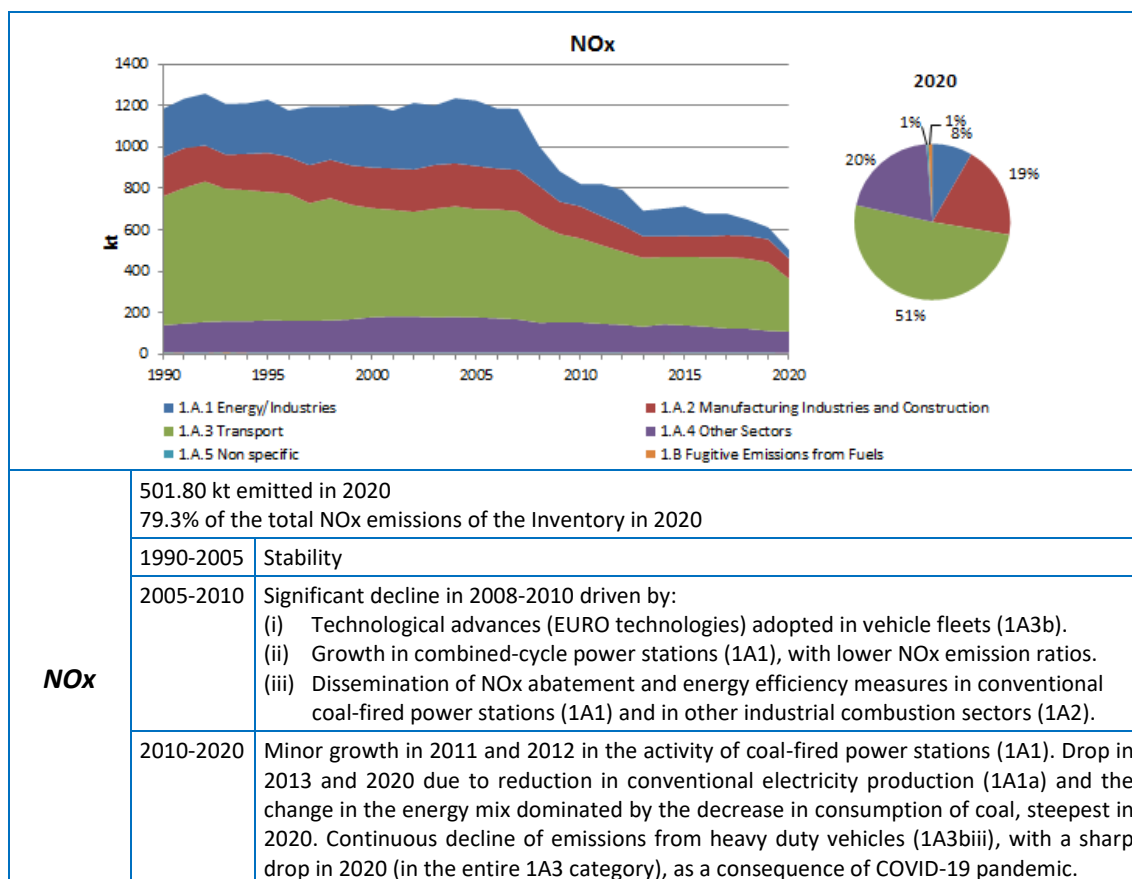 NOx
1400
1200
1000
800
600
400
200
0
kt
1990
1995
2000
2005
2010
2015
2020
2020
1%
1%
8%
20%
19%
51%
1.A.1 Energy/Industries
1.A.2 Manufacturing Industries and Construction
1.A.3 Transport
1.A.4 Other Sectors
1.A.5 Non specific
1.B Fugitive Emissions from Fuels
NOx
501.80 kt emitted in 2020
79.3% of the total NOx emissions of the Inventory in 2020
1990-2005 Stability
2005-2010 Significant decline in 2008-2010 driven by:
(i) Technological advances (EURO technologies) adopted in vehicle fleets (1A3b).
(ii) Growth in combined-cycle power stations (1A1), with lower NOx emission ratios.
(iii) Dissemination of NOx abatement and energy efficiency measures in conventional
coal-fired power stations (1A1) and in other industrial combustion sectors (1A2).
2010-2020 Minor growth in 2011 and 2012 in the activity of coal-fired power stations (1A1). Drop in
2013 and 2020 due to reduction in conventional electricity production (1A1a) and the
change in the energy mix dominated by the decrease in consumption of coal, steepest in
2020. Continuous decline of emissions from heavy duty vehicles (1A3biii), with a sharp
drop in 2020 (in the entire 1A3 category), as a consequence of COVID-19 pandemic.